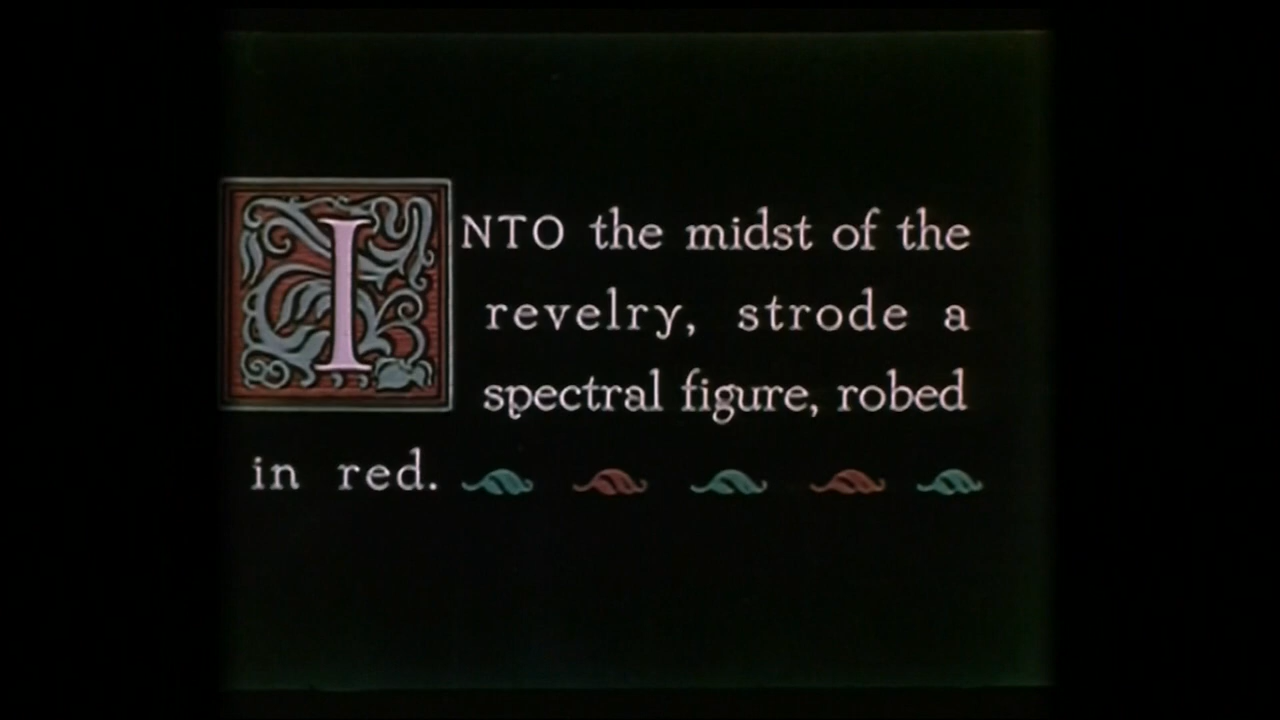 INTO the midst of the
revelry, strode a
spectral figure, robed
in red.